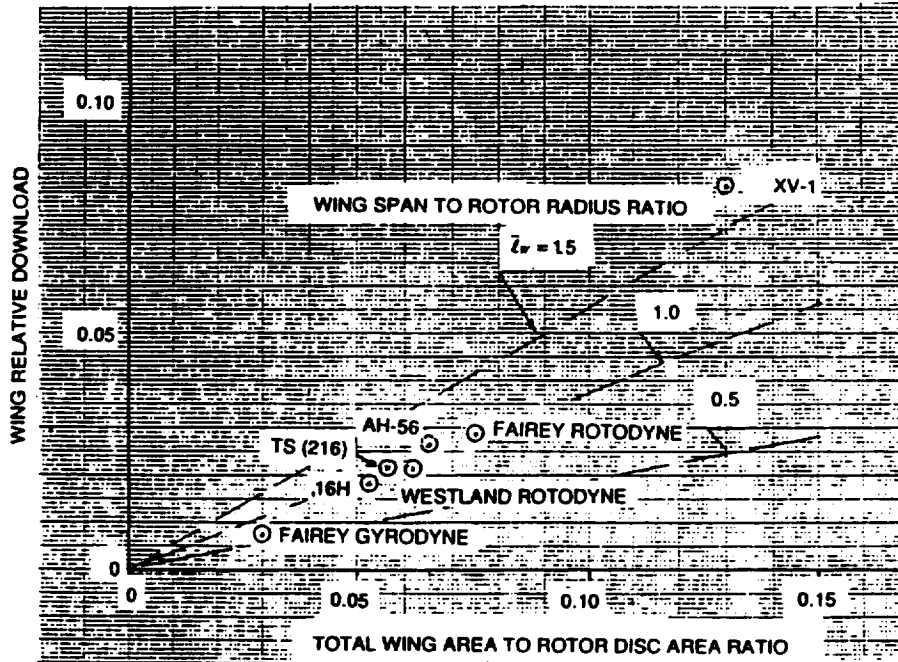 0.10
WING RELATIVE DOWNLOAD
XV-1
WING SPAN TO ROTOR RADIUS RATIO
l̄w = 1.5
1.0
0.05
0.5
AH-56
FAIREY ROTODYNE
TS (216)
16H
WESTLAND ROTODYNE
FAIREY GYRODYNE
0
0 0.05 0.10 0.15
TOTAL WING AREA TO ROTOR DISC AREA RATIO